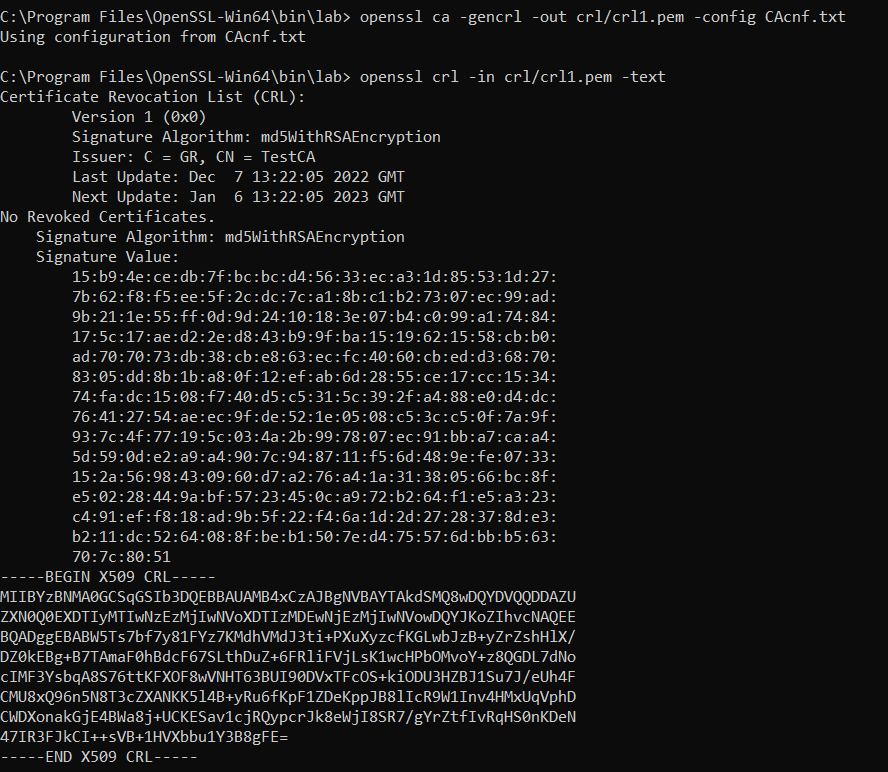 C:\Program Files\OpenSSL-Win64\bin\lab> openssl ca -gencrl -out crl/crl1.pem -config CAcnf.txt
Using configuration from CAcnf.txt
C:\Program Files\OpenSSL-Win64\bin\lab> openssl crl -in crl/crl1.pem -text
Certificate Revocation List (CRL):
        Version 1 (0x0)
        Signature Algorithm: md5WithRSAEncryption
        Issuer: C = GR, CN = TestCA
        Last Update: Dec  7 13:22:05 2022 GMT
        Next Update: Jan  6 13:22:05 2023 GMT
No Revoked Certificates.
    Signature Algorithm: md5WithRSAEncryption
    Signature Value:
        15:b9:4e:ce:db:7f:bc:bc:d4:56:33:ec:a3:1d:85:53:1d:27:
        7b:62:f8:f5:ee:5f:2c:dc:7c:a1:8b:c1:b2:73:07:ec:99:ad:
        9b:21:1e:55:ff:0d:9d:24:10:18:3e:07:b4:c0:99:a1:74:84:
        17:5c:17:ae:d2:2e:d8:43:b9:9f:ba:15:19:62:15:58:cb:b0:
        ad:70:70:73:db:38:cb:e8:63:ec:fc:40:60:cb:ed:d3:68:70:
        83:05:dd:8b:1b:a8:0f:12:ef:ab:6d:28:55:ce:17:cc:15:34:
        74:fa:dc:15:08:f7:40:d5:c5:31:5c:39:2f:a4:88:e0:d4:dc:
        76:41:27:54:ae:ec:9f:de:52:1e:05:08:c5:3c:c5:0f:7a:9f:
        93:7c:4f:77:19:5c:03:4a:2b:99:78:07:ec:91:bb:a7:ca:a4:
        5d:59:0d:e2:a9:a4:90:7c:94:87:11:f5:6d:48:9e:fe:07:33:
        15:2a:56:98:43:09:60:d7:a2:76:a4:1a:31:38:05:66:bc:8f:
        e5:02:28:44:9a:bf:57:23:45:0c:a9:72:b2:64:f1:e5:a3:23:
        c4:91:ef:f8:18:ad:9b:5f:22:f4:6a:1d:2d:27:28:37:8d:e3:
        b2:11:dc:52:64:08:8f:be:b1:50:7e:d4:75:57:6d:bb:b5:63:
        70:7c:80:51
-----BEGIN X509 CRL-----
MIIBYzBNMA0GCSqGSIb3DQEBBAUAMB4xCzAJBgNVBAYTAkdSMQ8wDQYDVQQDDAZU
ZXN0Q0EXDTIyMTIwNzEzMjIwNVoXDTIzMDEwNjEzMjIwNVowDQYJKoZIhvcNAQEE
BQADggEBABW5Ts7bf7y81FYz7KMdhVMdJ3ti+PXuXyzcfKGLwbJzB+yZrZshHlX/
DZ0kEBg+B7TAmaF0hBdcF67SLthDuZ+6FRliFVjLsK1wcHPbOMvoY+z8QGDL7dNo
cIMF3YsbqA8S76ttKFXOF8wVNHT63BUI90DVxTFcOS+kiODU3HZBJ1Su7J/eUh4F
CMU8xQ96n5N8T3cZXANKK5l4B+yRu6fKpF1ZDeKppJB8lIcR9W1Inv4HMxUqVphD
CWDXonakGjE4BWa8j+UCKESav1cjRQypcrJk8eWjI8SR7/gYrZtfIvRqHS0nKDeN
47IR3FJkCI++sVB+1HVXbbu1Y3B8gFE=
-----END X509 CRL-----